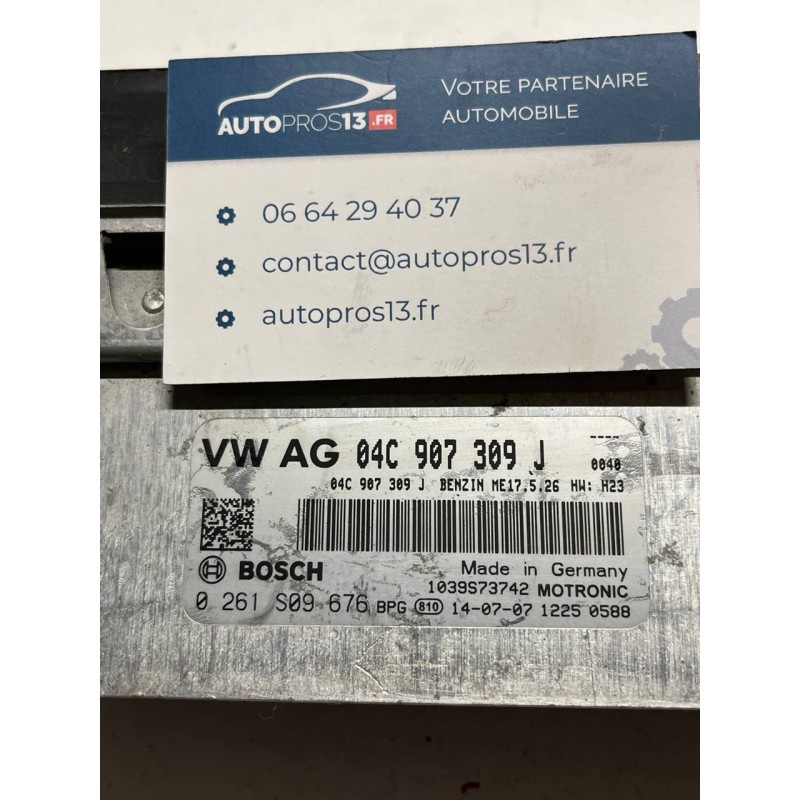 AUTOPROS13.FR
VOTRE PARTENAIRE
AUTOMOBILE
06 64 29 40 37
contact@autopros13.fr
autopros13.fr
VW AG 04C 907 309 J
----
0040
04C 907 309 J BENZIN ME17.5.26 HW: H23
BOSCH
Made in Germany
1039S73742 MOTRONIC
0 261 S09 676 BPG 810 14-07-07 1225 0588